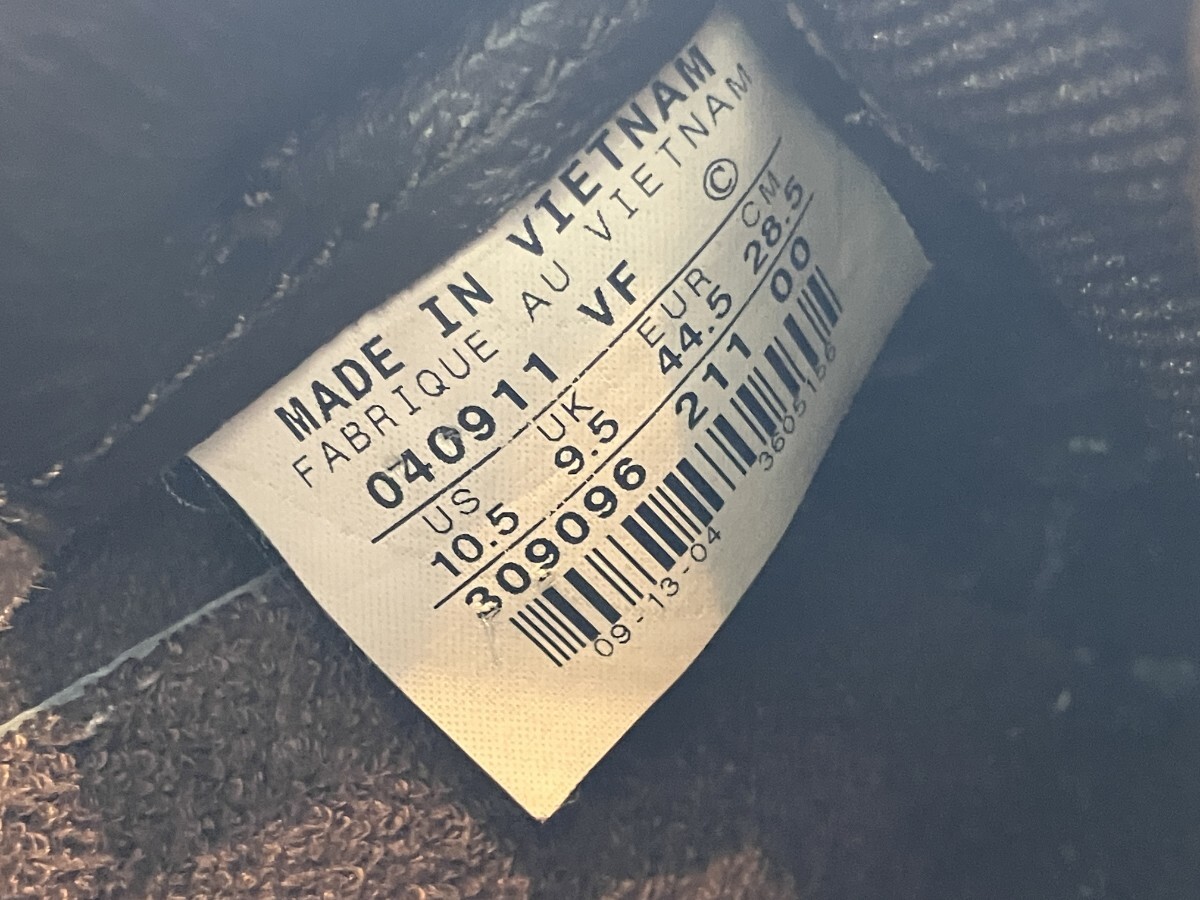 MADE IN VIETNAM
FABRIQUE AU VIETNAM
040911 VF ©
US UK EUR CM
10.5 9.5 44.5 28.5
309096 211 00
09-13-04 3605156